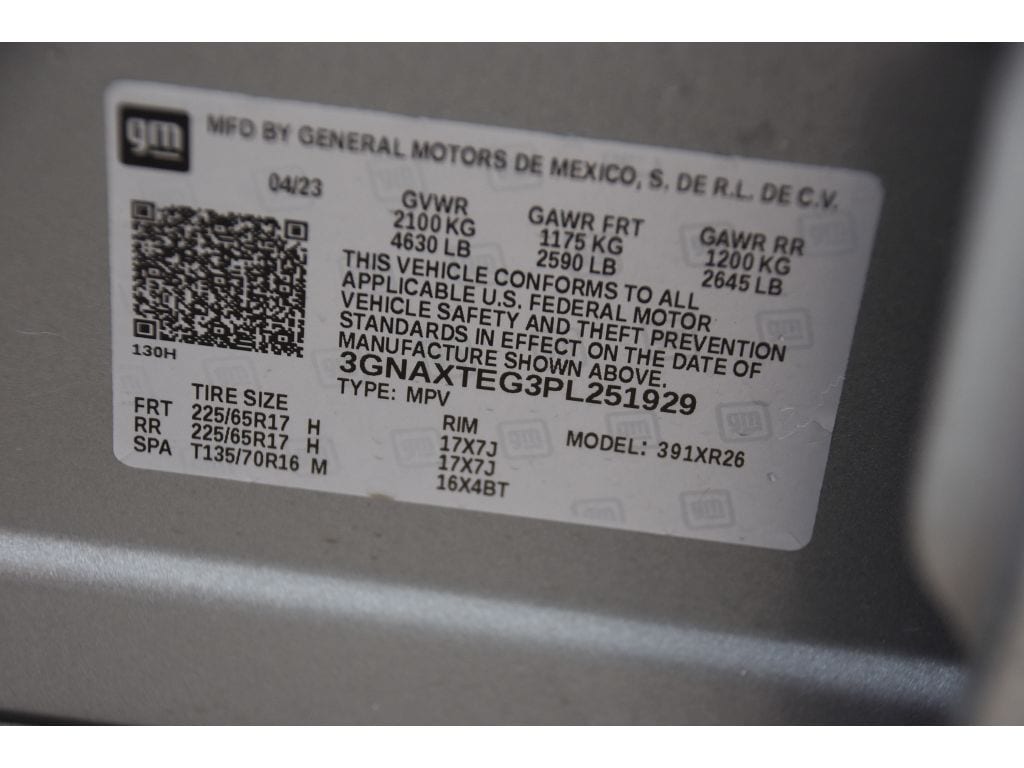 gm MFD BY GENERAL MOTORS DE MEXICO, S. DE R.L. DE C.V.
04/23
GVWR GAWR FRT GAWR RR
2100 KG 1175 KG 1200 KG
4630 LB 2590 LB 2645 LB
THIS VEHICLE CONFORMS TO ALL
APPLICABLE U.S. FEDERAL MOTOR
VEHICLE SAFETY AND THEFT PREVENTION
STANDARDS IN EFFECT ON THE DATE OF
MANUFACTURE SHOWN ABOVE.
130H
3GNAXTEG3PL251929
TYPE: MPV
MODEL: 391XR26
TIRE SIZE RIM
FRT 225/65R17 H 17X7J
RR 225/65R17 H 17X7J
SPA T135/70R16 M 16X4BT